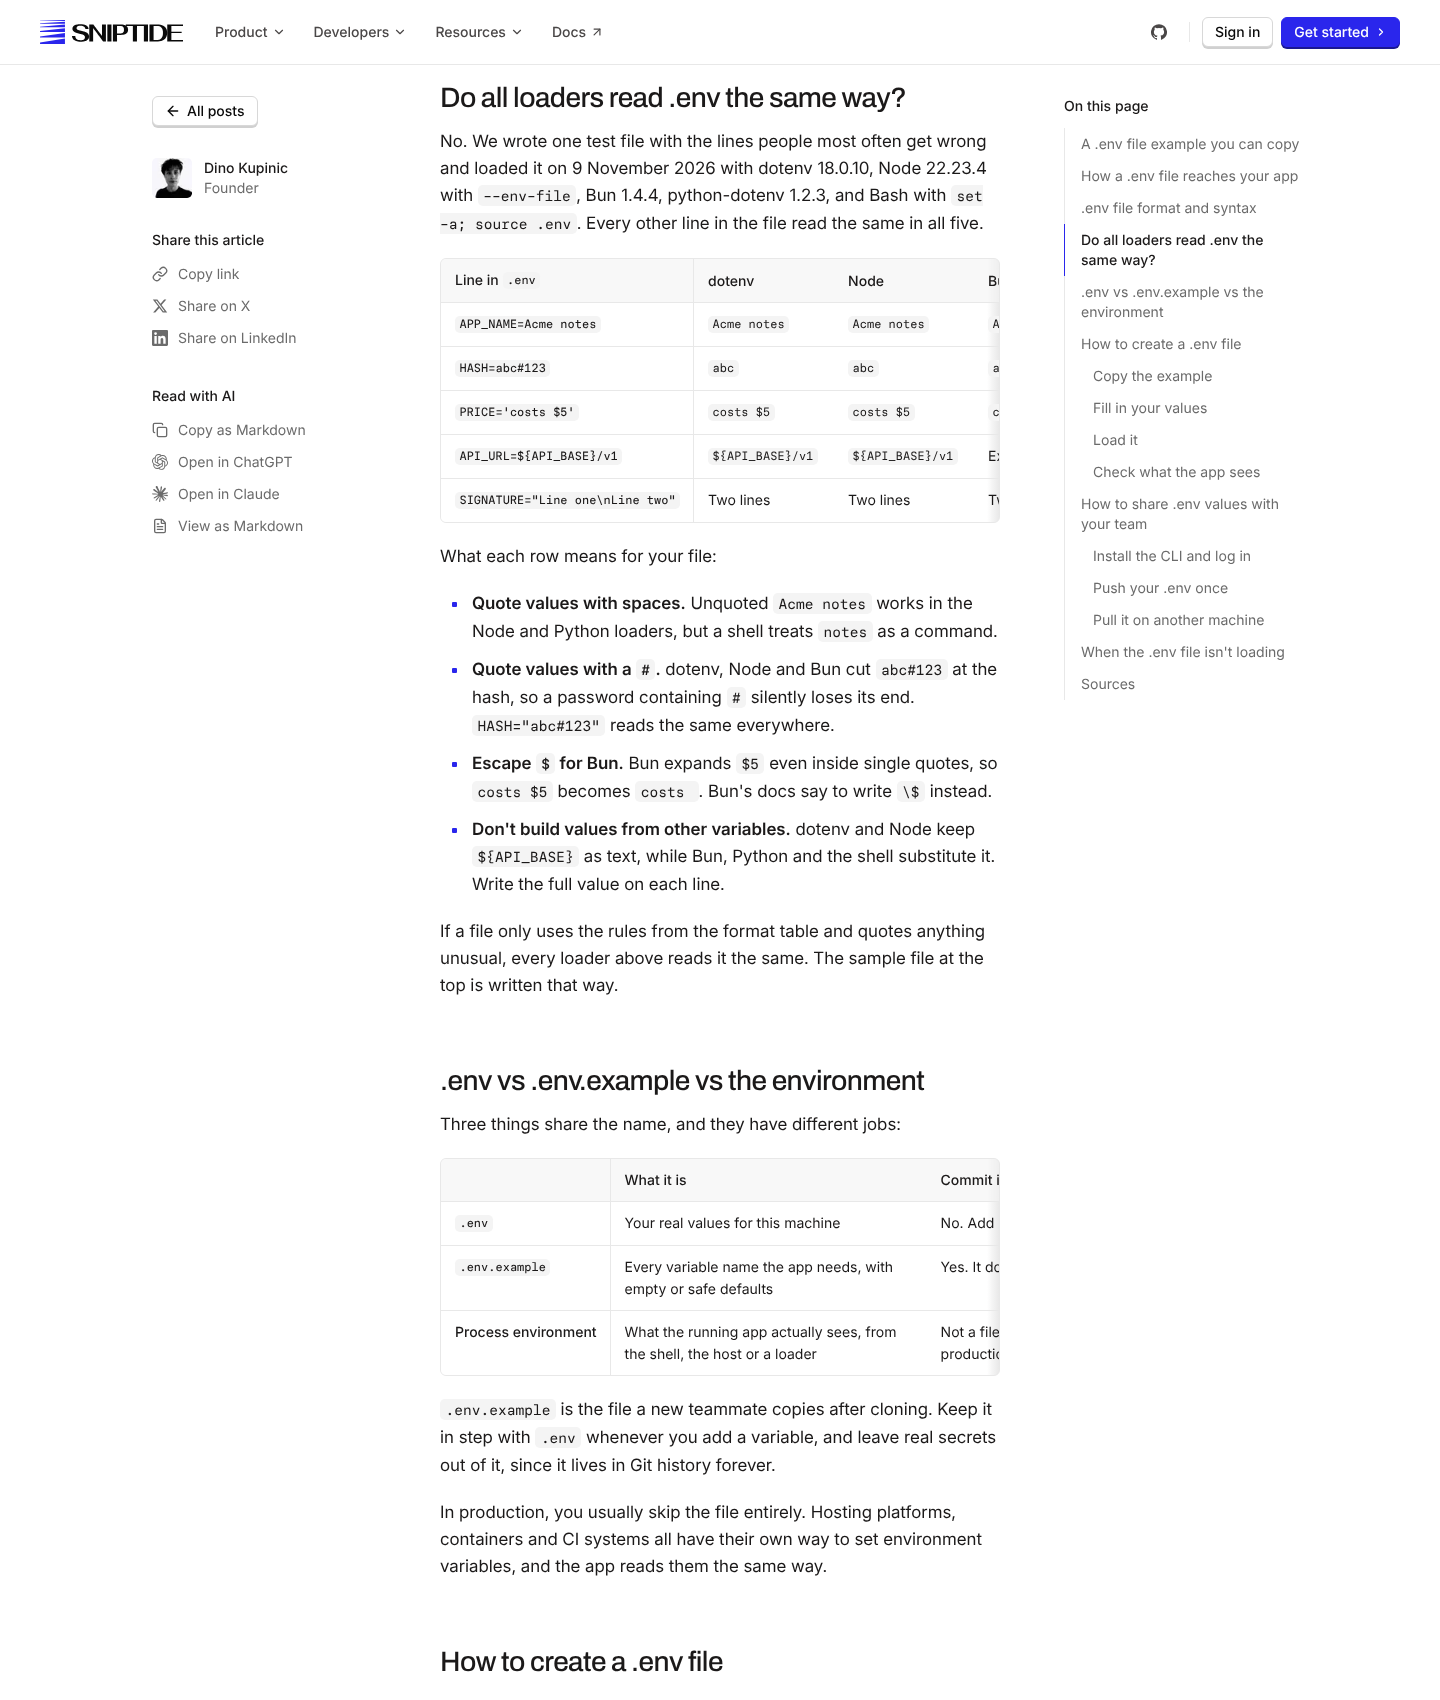 SNIPTIDE
Product
Developers
Resources
Docs
Sign in
Get started
All posts
Dino Kupinic
Founder
Share this article
Copy link
Share on X
Share on LinkedIn
Read with AI
Copy as Markdown
Open in ChatGPT
Open in Claude
View as Markdown
Do all loaders read .env the same way?
No. We wrote one test file with the lines people most often get wrong
and loaded it on 9 November 2026 with dotenv 18.0.10, Node 22.23.4
with --env-file, Bun 1.4.4, python-dotenv 1.2.3, and Bash with set
-a; source .env. Every other line in the file read the same in all five.
Line in .env dotenv Node
APP_NAME=Acme notes Acme notes Acme notes
HASH=abc#123 abc abc
PRICE='costs $5' costs $5 costs $5
API_URL=${API_BASE}/v1 ${API_BASE}/v1 ${API_BASE}/v1
SIGNATURE="Line one\nLine two" Two lines Two lines
What each row means for your file:
Quote values with spaces. Unquoted Acme notes works in the
Node and Python loaders, but a shell treats notes as a command.
Quote values with a #. dotenv, Node and Bun cut abc#123 at the
hash, so a password containing # silently loses its end.
HASH="abc#123" reads the same everywhere.
Escape $ for Bun. Bun expands $5 even inside single quotes, so
costs $5 becomes costs . Bun's docs say to write \$ instead.
Don't build values from other variables. dotenv and Node keep
${API_BASE} as text, while Bun, Python and the shell substitute it.
Write the full value on each line.
If a file only uses the rules from the format table and quotes anything
unusual, every loader above reads it the same. The sample file at the
top is written that way.
.env vs .env.example vs the environment
Three things share the name, and they have different jobs:
What it is Commit i
.env Your real values for this machine No. Add
.env.example Every variable name the app needs, with Yes. It do
empty or safe defaults
Process environment What the running app actually sees, from Not a file
the shell, the host or a loader productio
.env.example is the file a new teammate copies after cloning. Keep it
in step with .env whenever you add a variable, and leave real secrets
out of it, since it lives in Git history forever.
In production, you usually skip the file entirely. Hosting platforms,
containers and CI systems all have their own way to set environment
variables, and the app reads them the same way.
How to create a .env file
On this page
A .env file example you can copy
How a .env file reaches your app
.env file format and syntax
Do all loaders read .env the
same way?
.env vs .env.example vs the
environment
How to create a .env file
Copy the example
Fill in your values
Load it
Check what the app sees
How to share .env values with
your team
Install the CLI and log in
Push your .env once
Pull it on another machine
When the .env file isn't loading
Sources